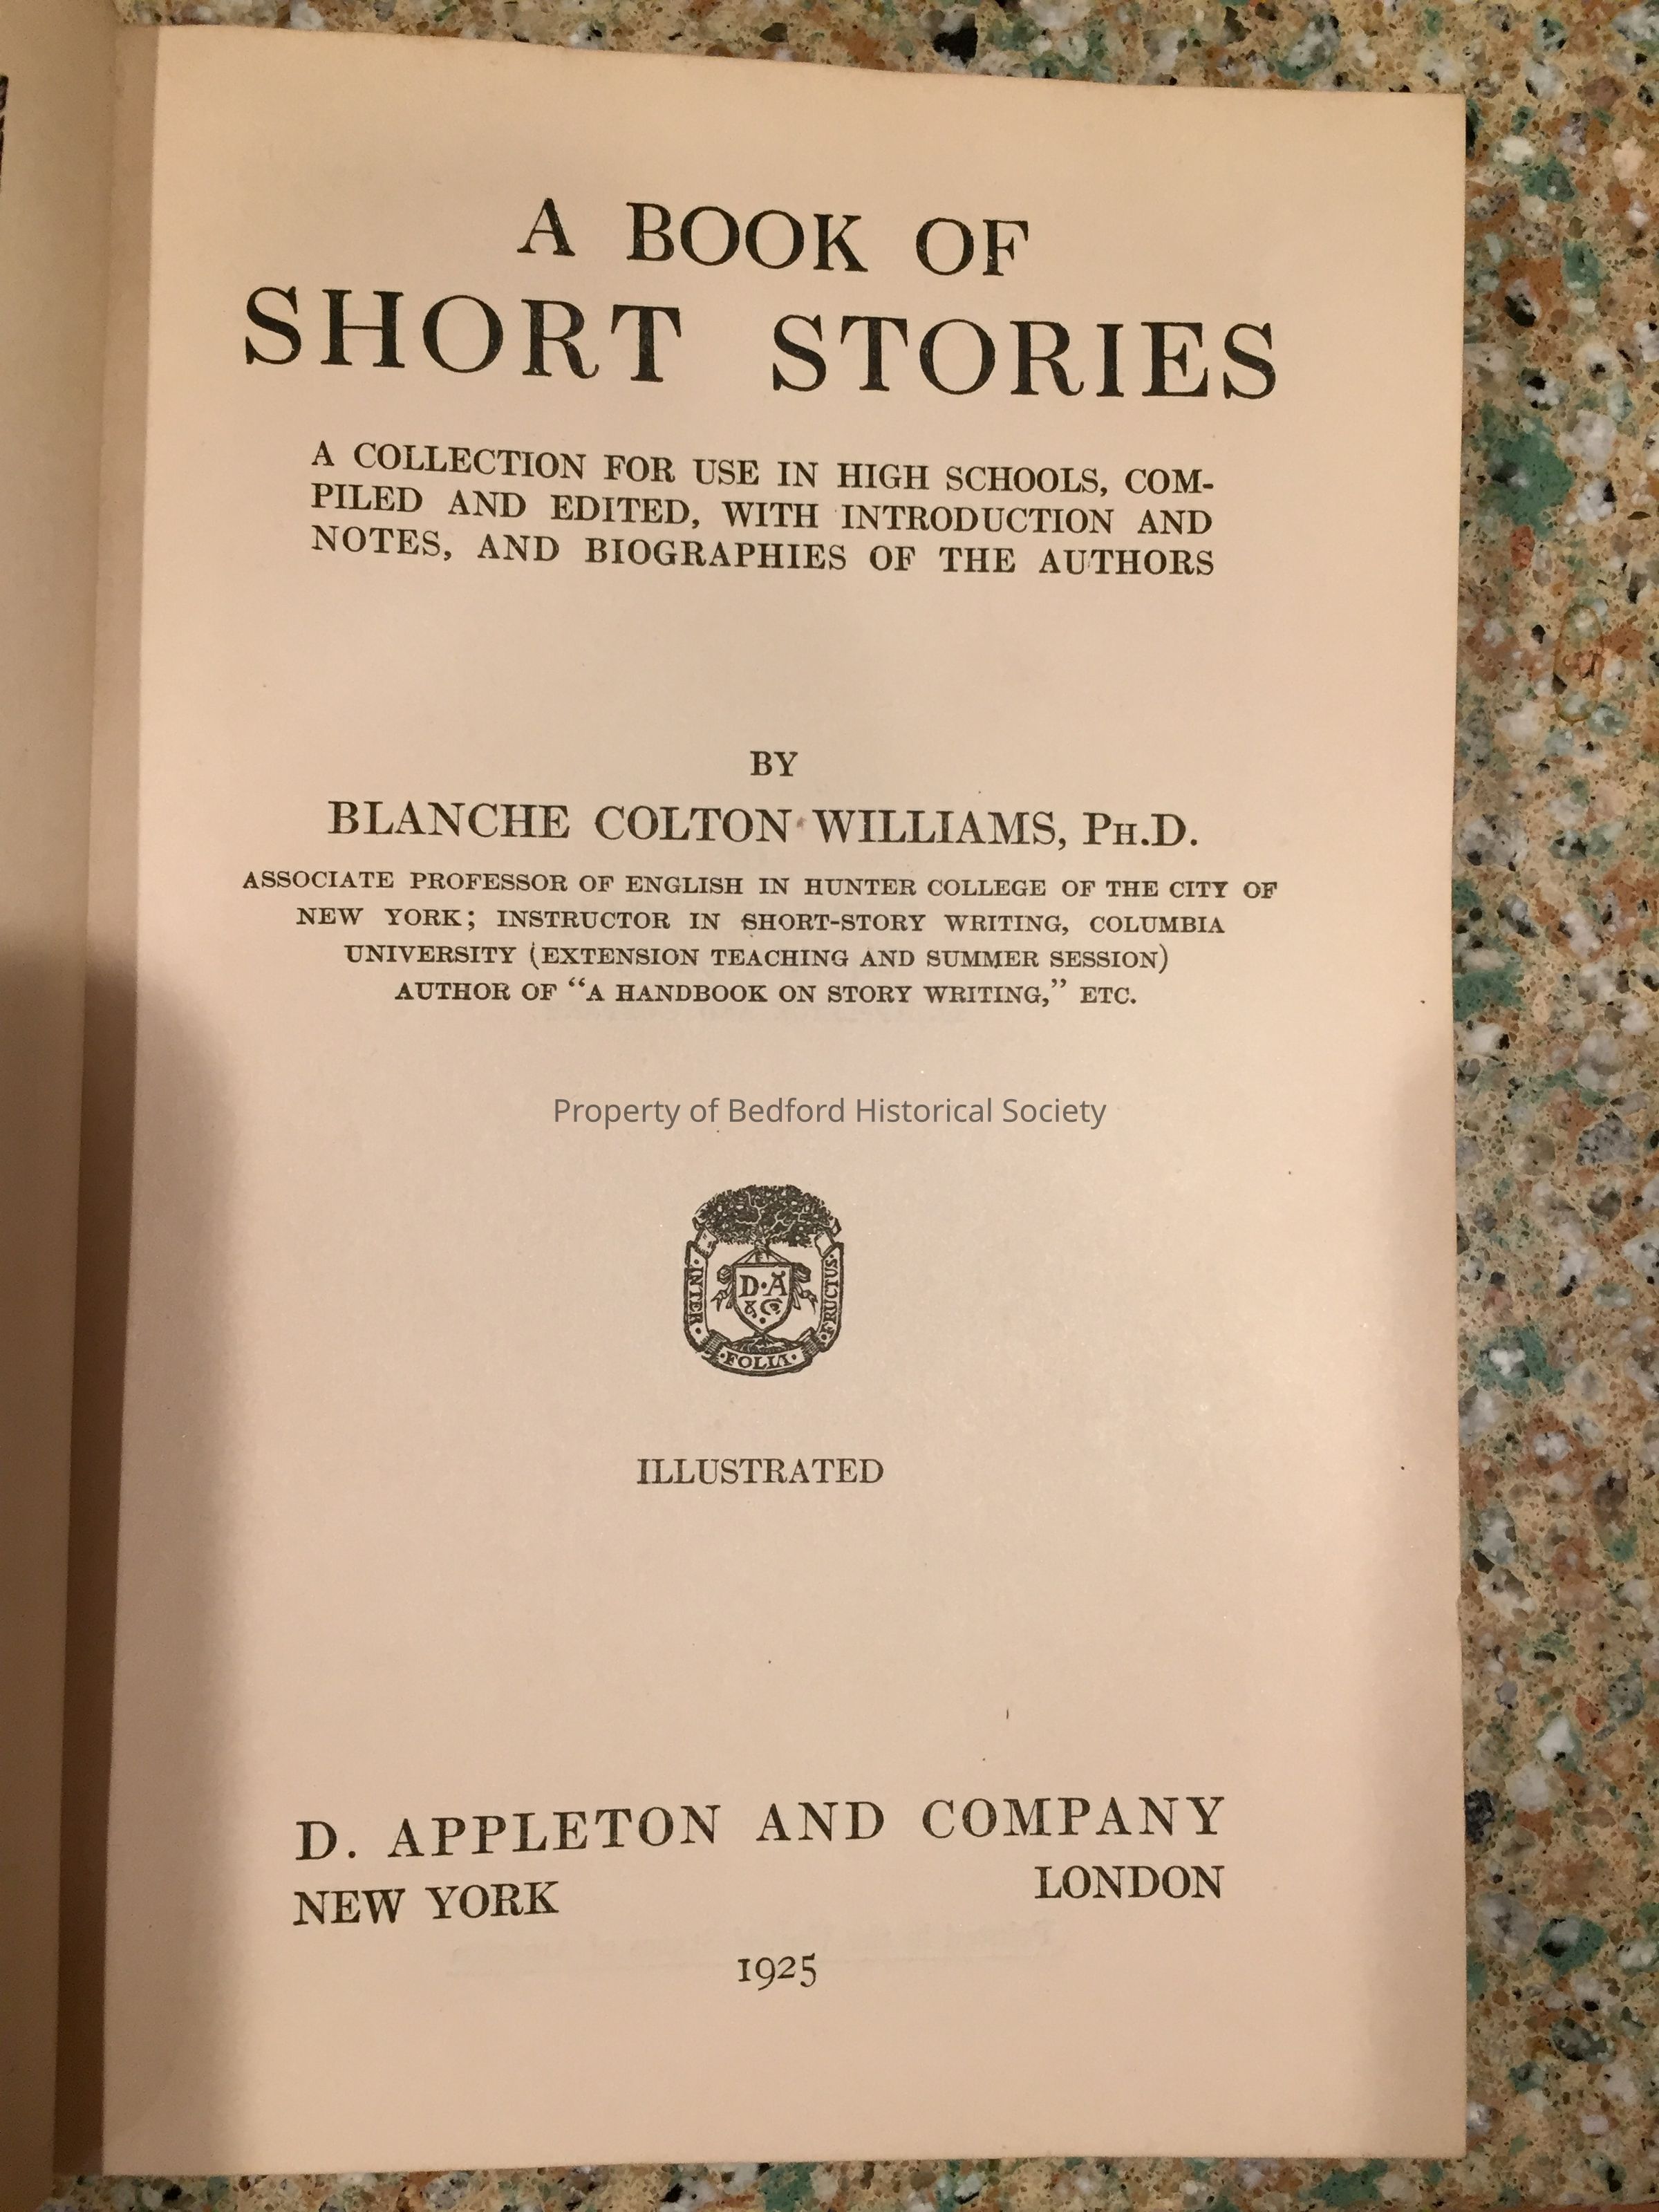 A BOOK OF
SHORT STORIES
A COLLECTION FOR USE IN HIGH SCHOOLS, COM-
PILED AND EDITED, WITH INTRODUCTION AND
NOTES, AND BIOGRAPHIES OF THE AUTHORS
BY
BLANCHE COLTON WILLIAMS, PH.D.
ASSOCIATE PROFESSOR OF ENGLISH IN HUNTER COLLEGE OF THE CITY OF
NEW YORK; INSTRUCTOR IN SHORT-STORY WRITING, COLUMBIA
UNIVERSITY (EXTENSION TEACHING AND SUMMER SESSION)
AUTHOR OF “A HANDBOOK ON STORY WRITING,” ETC.
Property of Bedford Historical Society
D·A
& Co
·INTER·
·FOLIA·
·FRUCTUS·
ILLUSTRATED
D. APPLETON AND COMPANY
NEW YORK LONDON
1925